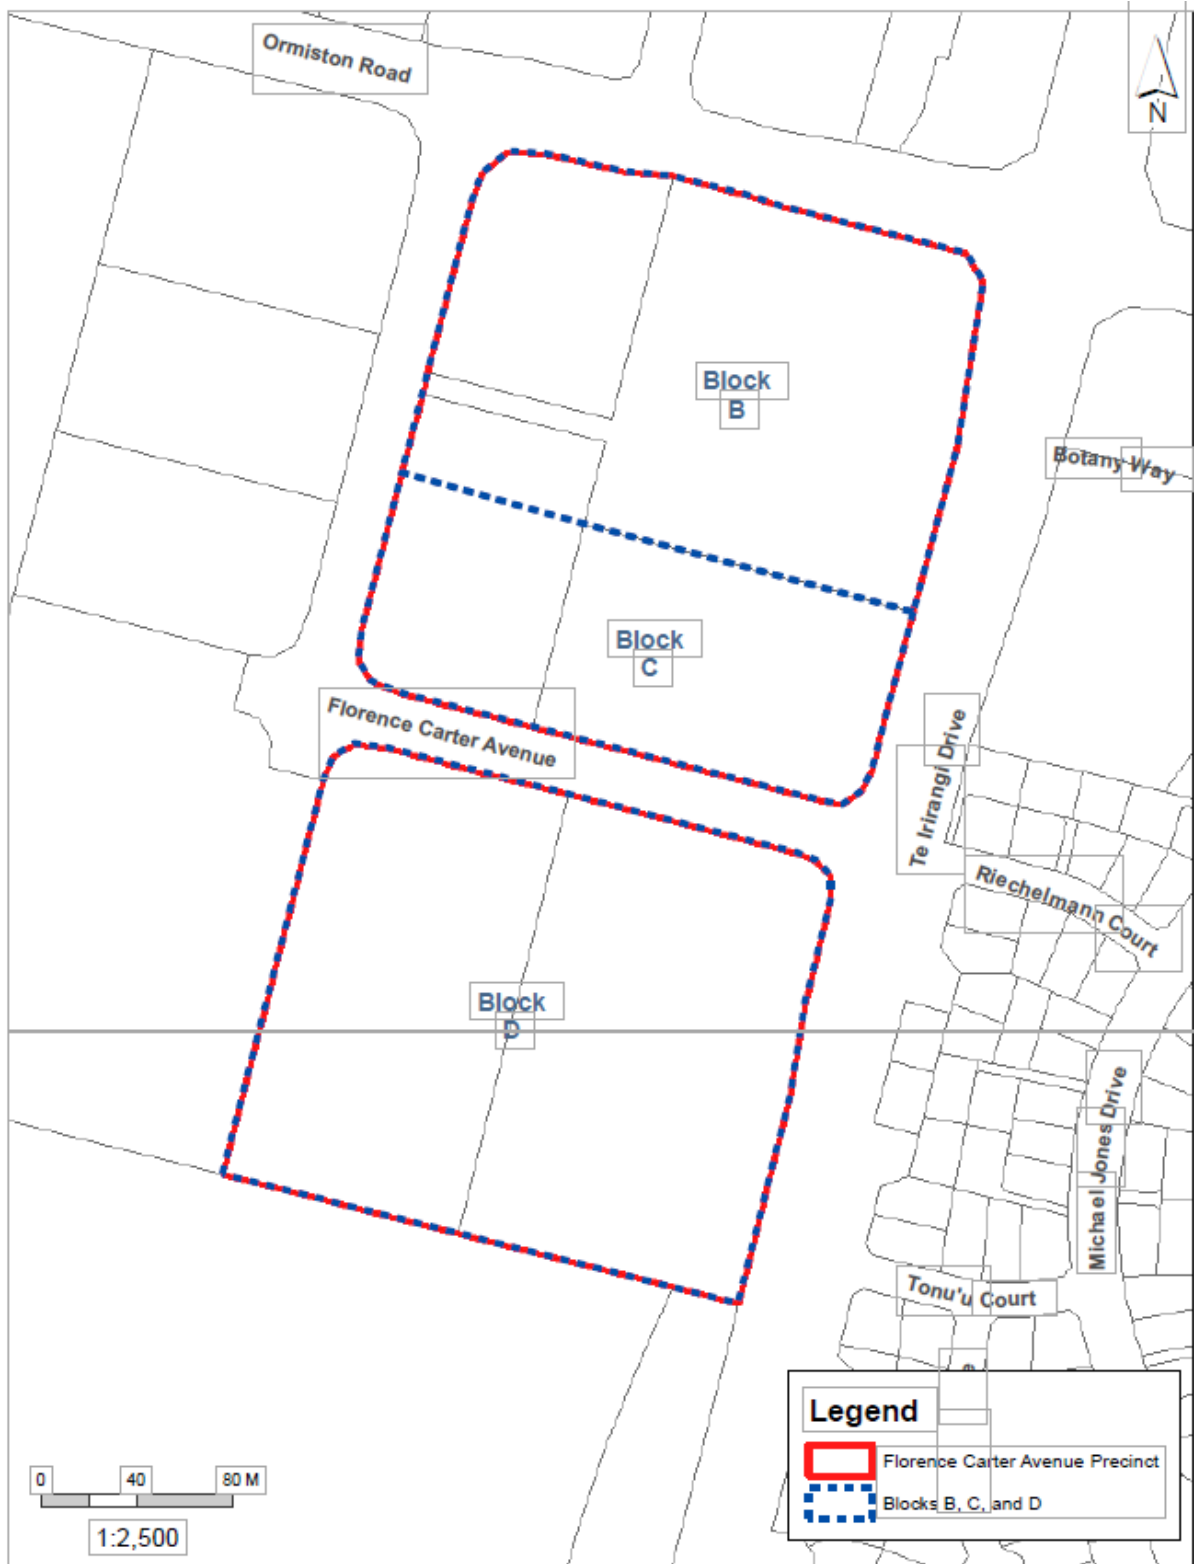 Ormiston Road
N
Block
B
Botany Way
Block
C
Florence Carter Avenue
Te Irirangi Drive
Riechelmann Court
Block
D
Michael Jones Drive
Tonu'u Court
e
Legend
Florence Carter Avenue Precinct
Blocks B, C, and D
0 40 80 M
1:2,500